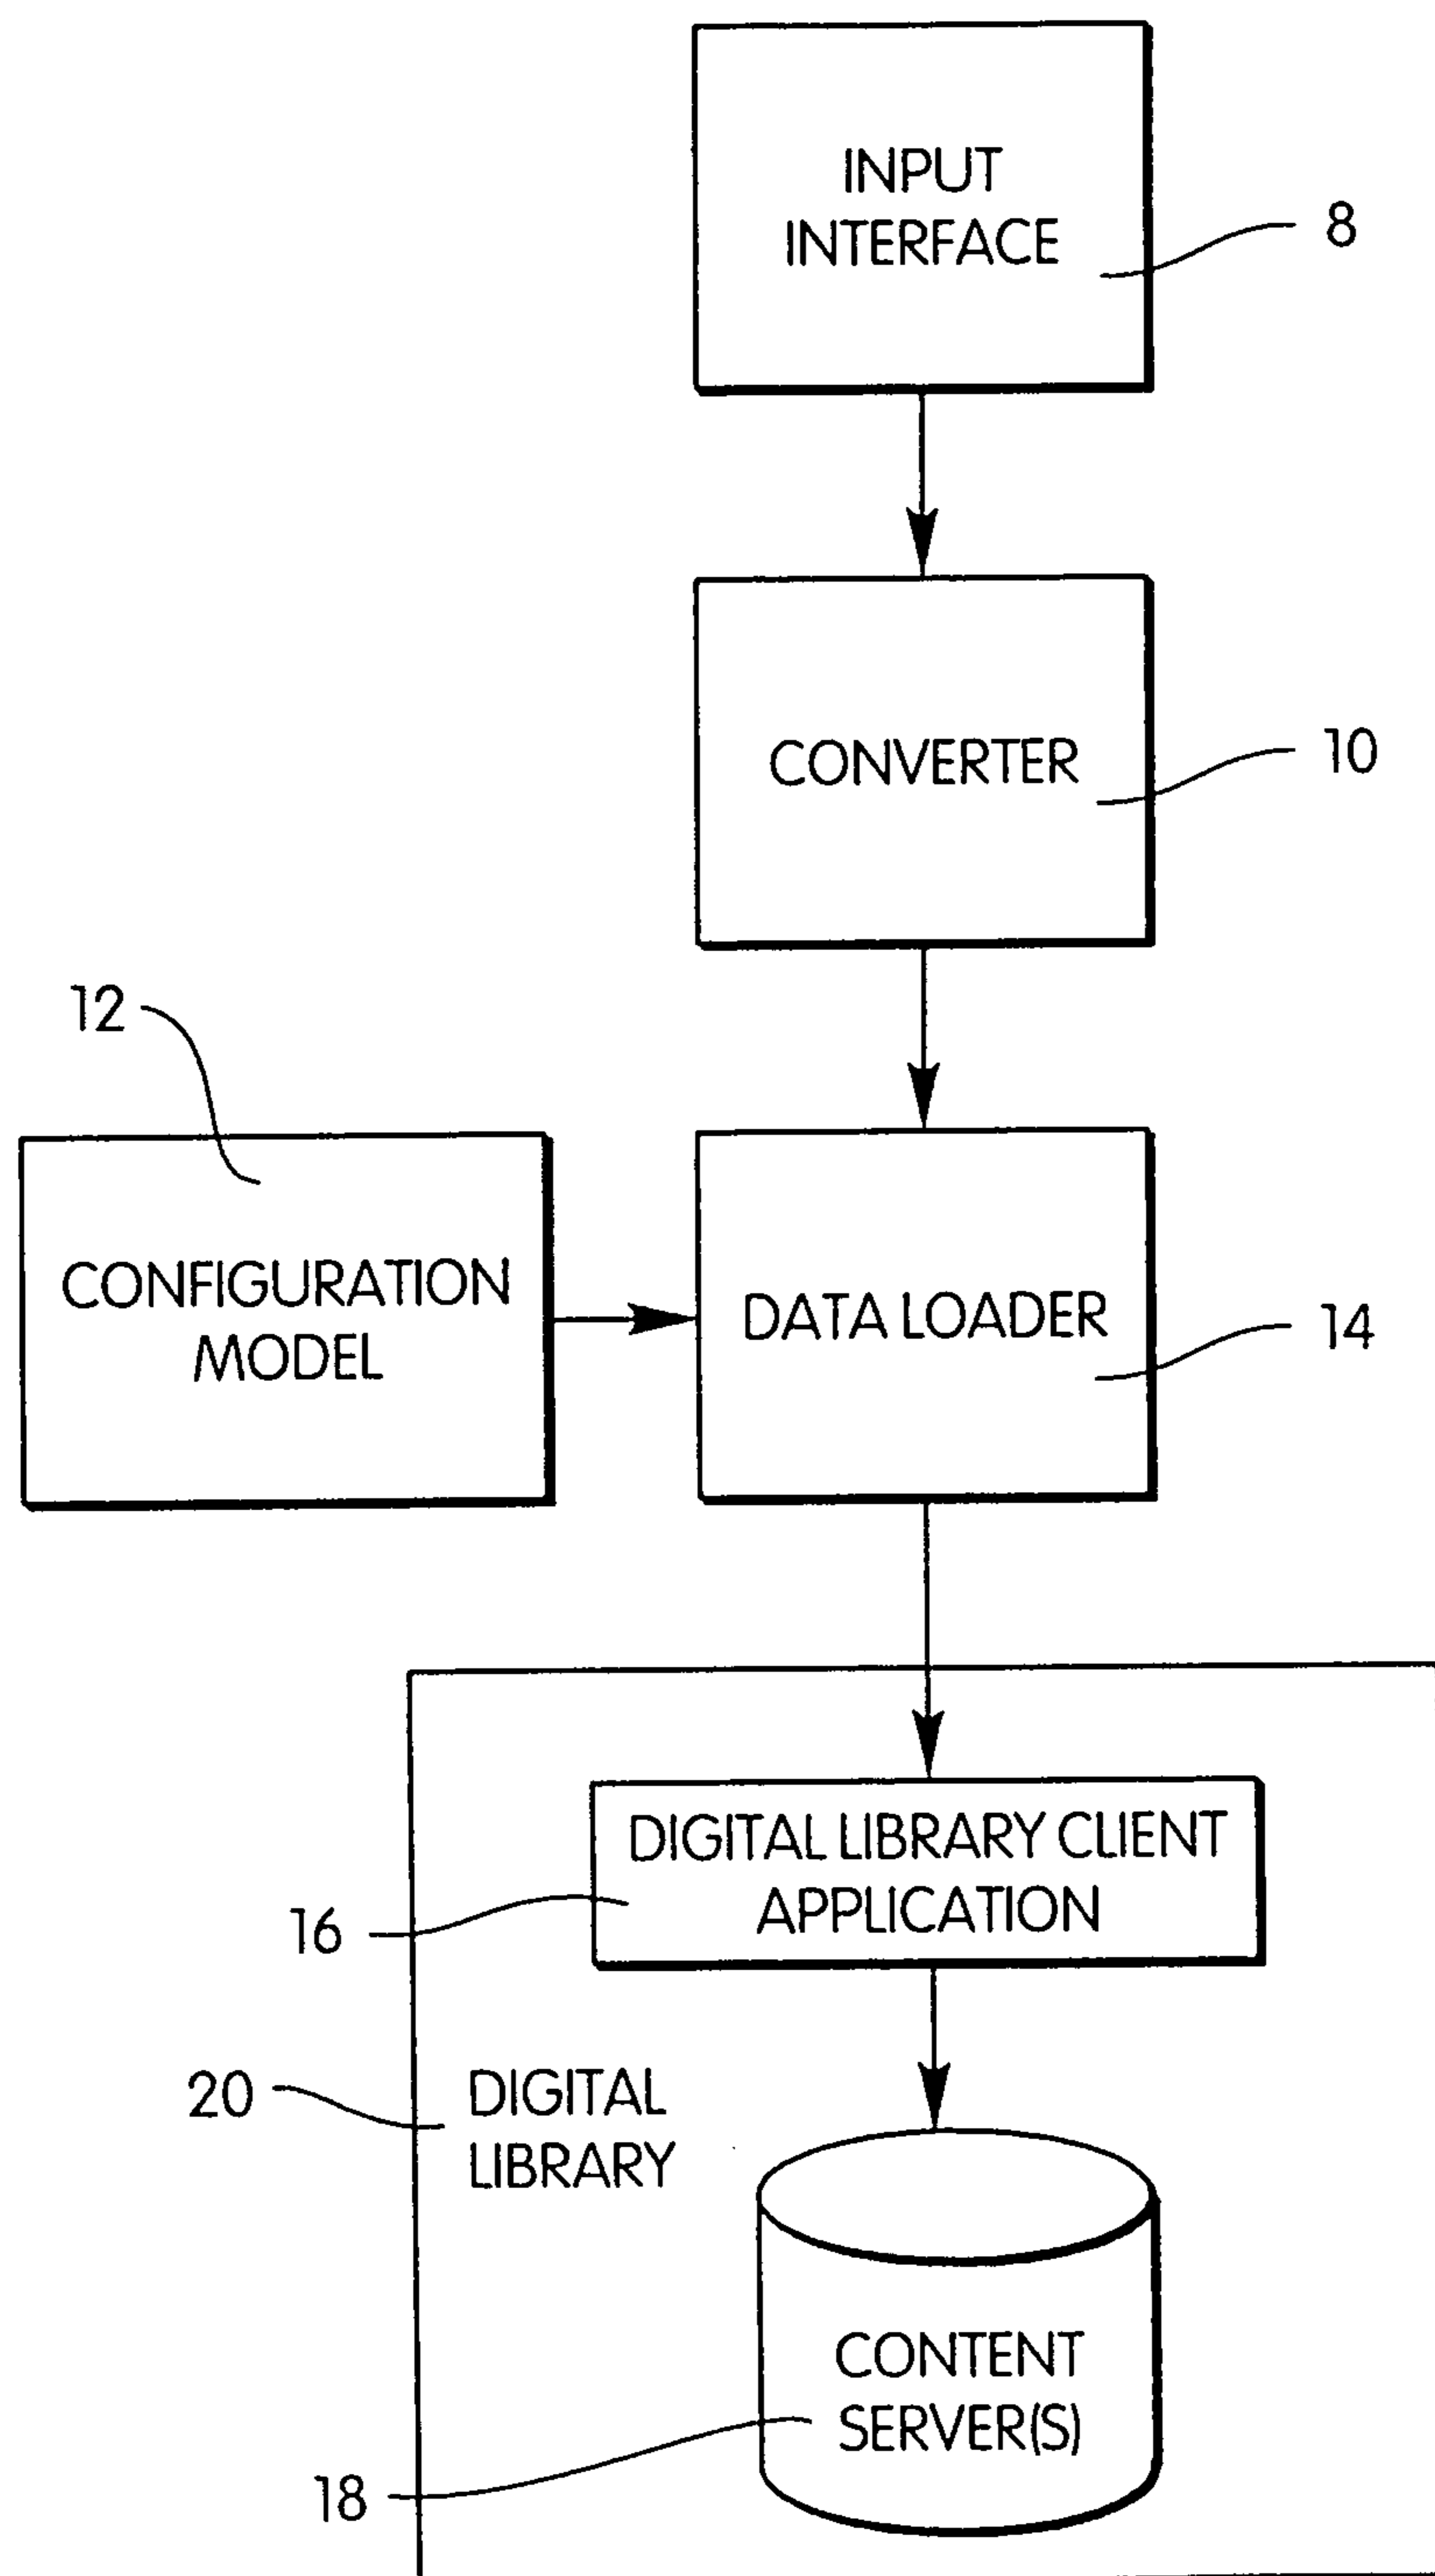 INPUT
INTERFACE
8
CONVERTER
10
12
CONFIGURATION
MODEL
DATA LOADER
14
DIGITAL LIBRARY CLIENT
APPLICATION
16
20
DIGITAL
LIBRARY
CONTENT
SERVER(S)
18